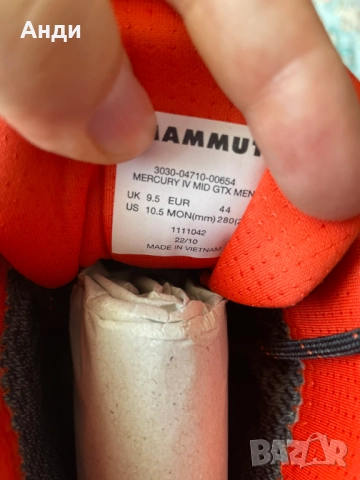 Анди
MAMMUT
3030-04710-00654
MERCURY IV MID GTX MEN
UK 9.5 EUR 44
US 10.5 MON(mm) 280(
1111042
22/10
MADE IN VIETNAM
BAZAR